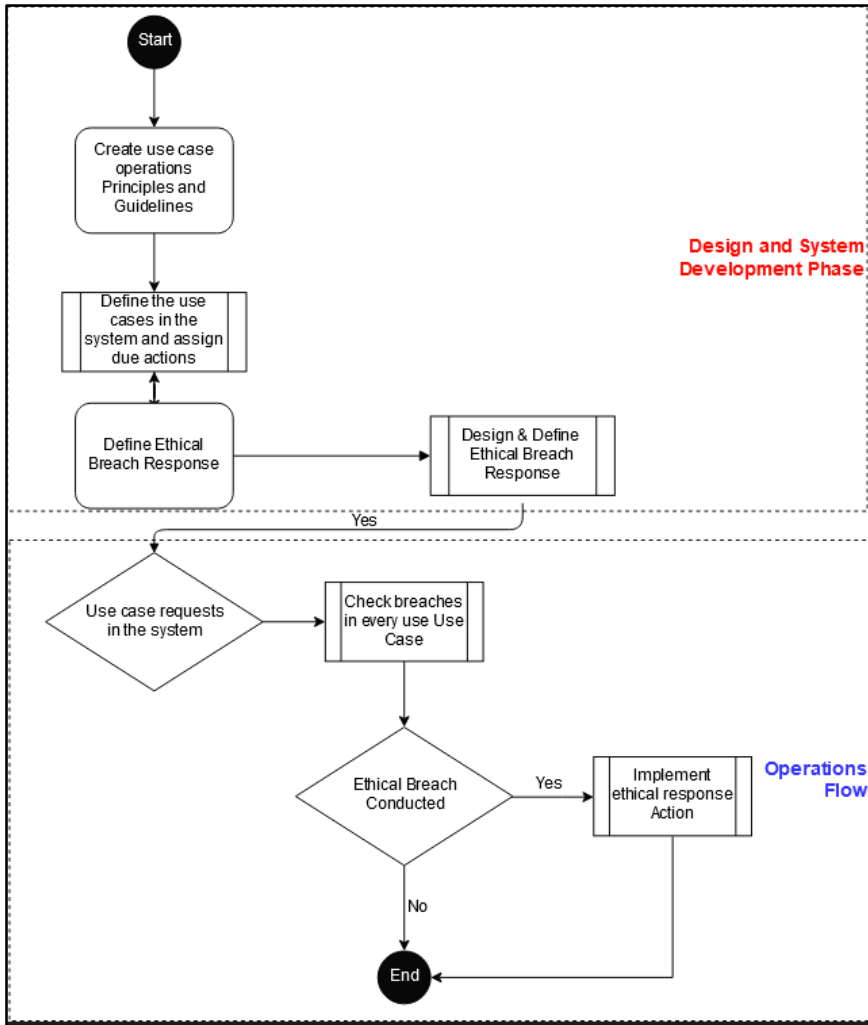 Start
Create use case
operations
Principles and
Guidelines
Design and System
Development Phase
Define the use
cases in the
system and assign
due actions
Define Ethical
Breach Response
Design & Define
Ethical Breach
Response
Yes
Use case requests
in the system
Check breaches
in every use Use
Case
Ethical Breach
Conducted
Yes
Implement
ethical response
Action
Operations
Flow
No
End